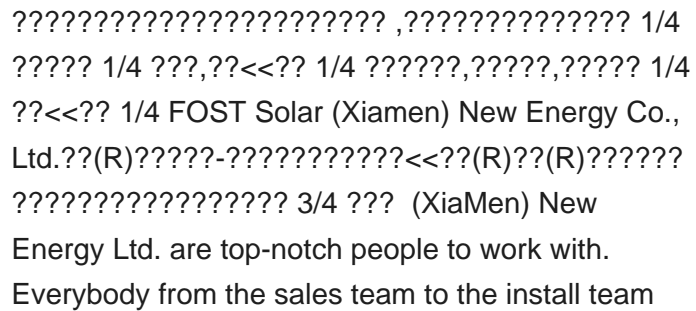 ??????????????????????? ,?????????????? 1/4
????? 1/4 ???,??<<?? 1/4 ??????,?????,????? 1/4
??<<?? 1/4 FOST Solar (Xiamen) New Energy Co.,
Ltd.??(R)?????-???????????<<??(R)??(R)??????
????????????????? 3/4 ??? (XiaMen) New
Energy Ltd. are top-notch people to work with.
Everybody from the sales team to the install team